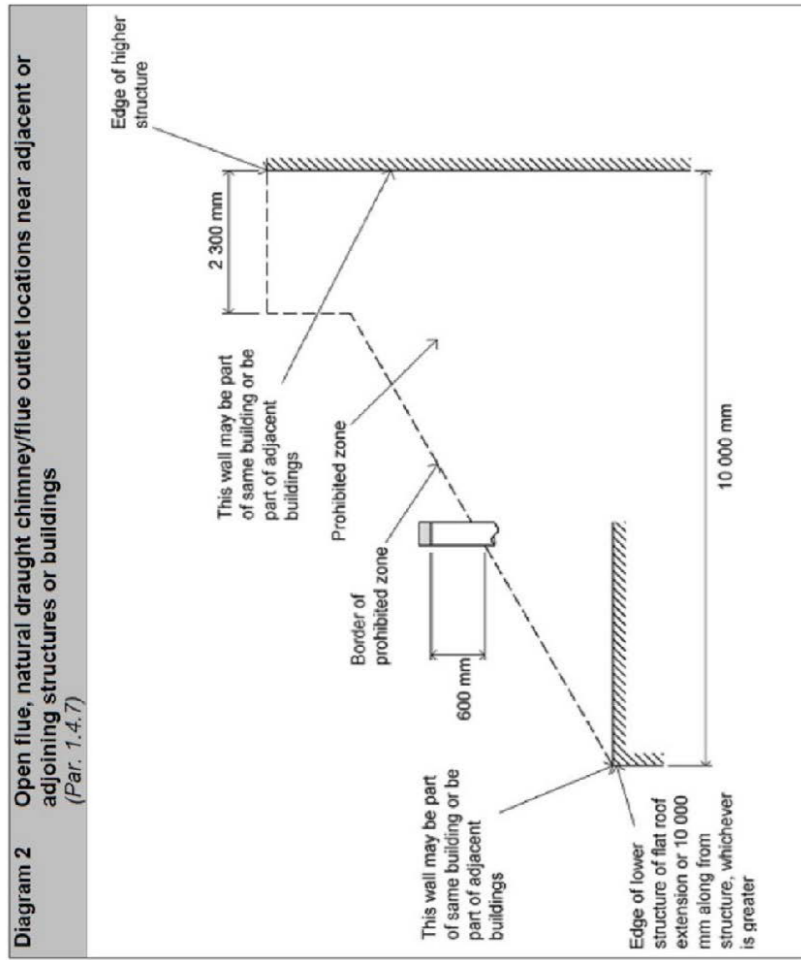 Diagram 2 Open flue, natural draught chimney/flue outlet locations near adjacent or
adjoining structures or buildings
(Par. 1.4.7)
Edge of higher
structure
2 300 mm
This wall may be part
of same building or be
part of adjacent
buildings
Prohibited zone
Border of
prohibited zone
600 mm
This wall may be part
of same building or be
part of adjacent
buildings
10 000 mm
Edge of lower
structure of flat roof
extension or 10 000
mm along from
structure, whichever
is greater